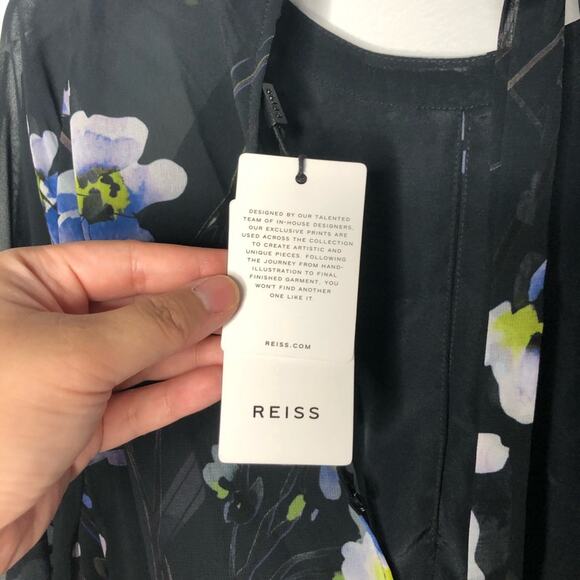 DESIGNED BY OUR TALENTED
TEAM OF IN-HOUSE DESIGNERS,
OUR EXCLUSIVE PRINTS ARE
USED ACROSS THE COLLECTION
TO CREATE ARTISTIC AND
UNIQUE PIECES. FOLLOWING
THE JOURNEY FROM HAND-
ILLUSTRATION TO FINAL
FINISHED GARMENT, YOU
WON'T FIND ANOTHER
ONE LIKE IT.
REISS.COM
REISS